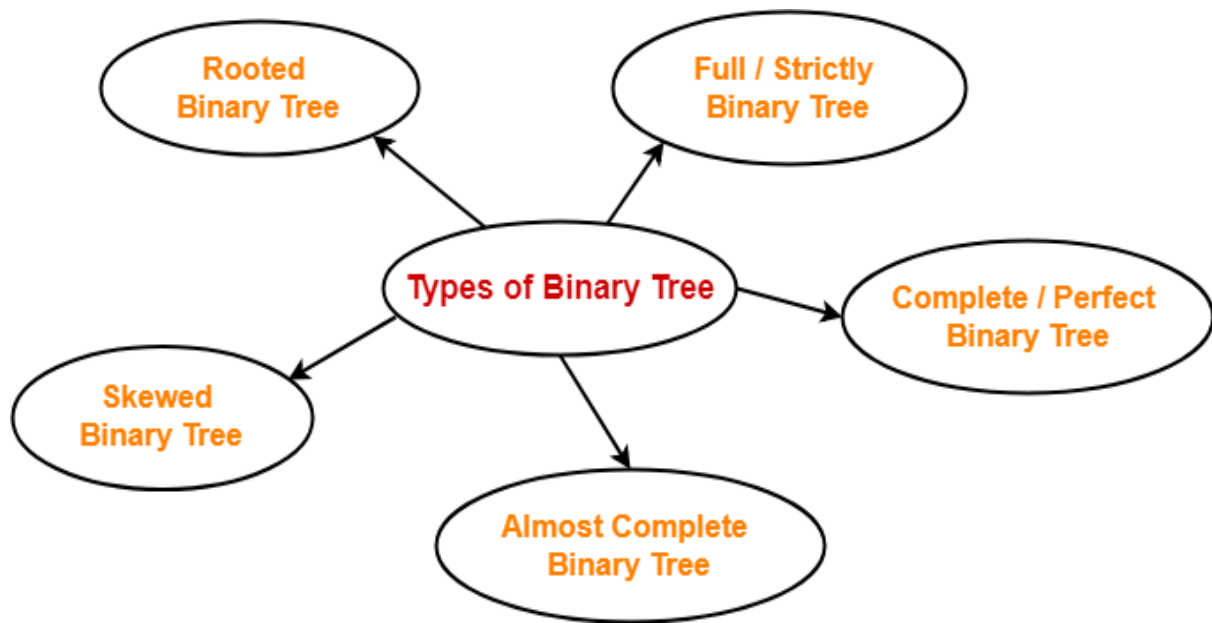 Rooted
Binary Tree
Full / Strictly
Binary Tree
Types of Binary Tree
Complete / Perfect
Binary Tree
Skewed
Binary Tree
Almost Complete
Binary Tree